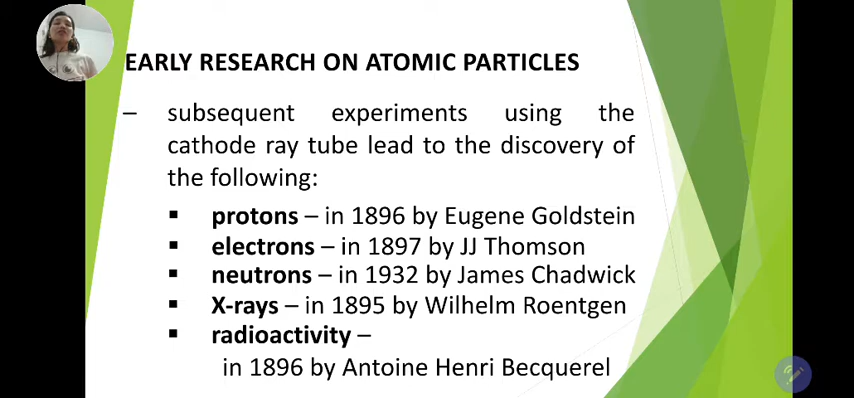 EARLY RESEARCH ON ATOMIC PARTICLES
– subsequent experiments using the
cathode ray tube lead to the discovery of
the following:
▪ protons – in 1896 by Eugene Goldstein
▪ electrons – in 1897 by JJ Thomson
▪ neutrons – in 1932 by James Chadwick
▪ X-rays – in 1895 by Wilhelm Roentgen
▪ radioactivity –
in 1896 by Antoine Henri Becquerel